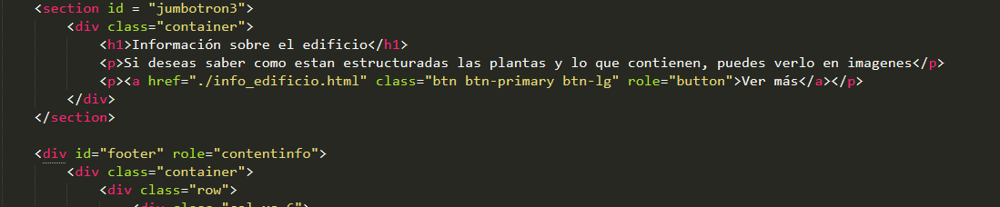 <section id = "jumbotron3">
<div class="container">
<h1>Información sobre el edificio</h1>
<p>Si deseas saber como estan estructuradas las plantas y lo que contienen, puedes verlo en imagenes</p>
<p><a href="./info_edificio.html" class="btn btn-primary btn-lg" role="button">Ver más</a></p>
</div>
</section>
<div id="footer" role="contentinfo">
<div class="container">
<div class="row">